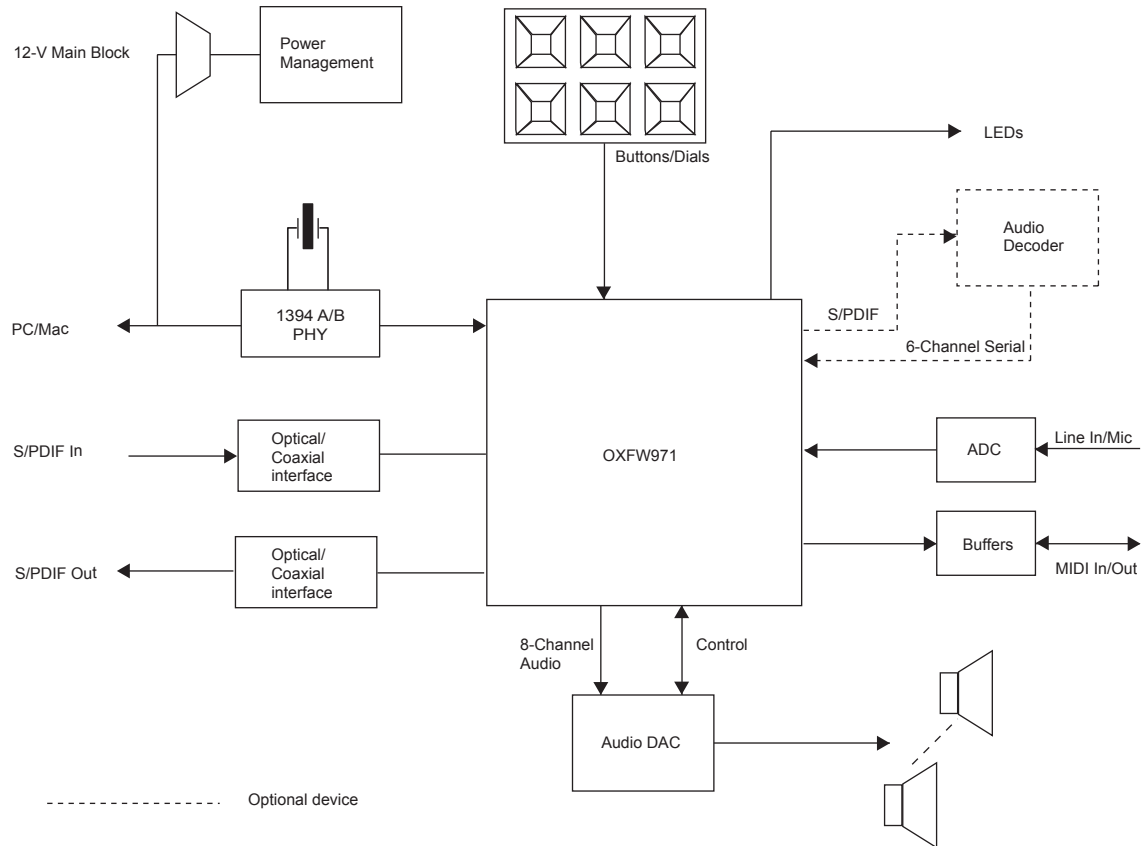 12-V Main Block
Power
Management
Buttons/Dials
LEDs
Audio
Decoder
S/PDIF
6-Channel Serial
1394 A/B
PHY
PC/Mac
S/PDIF In
Optical/
Coaxial
interface
OXFW971
ADC
Line In/Mic
S/PDIF Out
Optical/
Coaxial
interface
Buffers
MIDI In/Out
8-Channel
Audio
Control
Audio DAC
Optional device